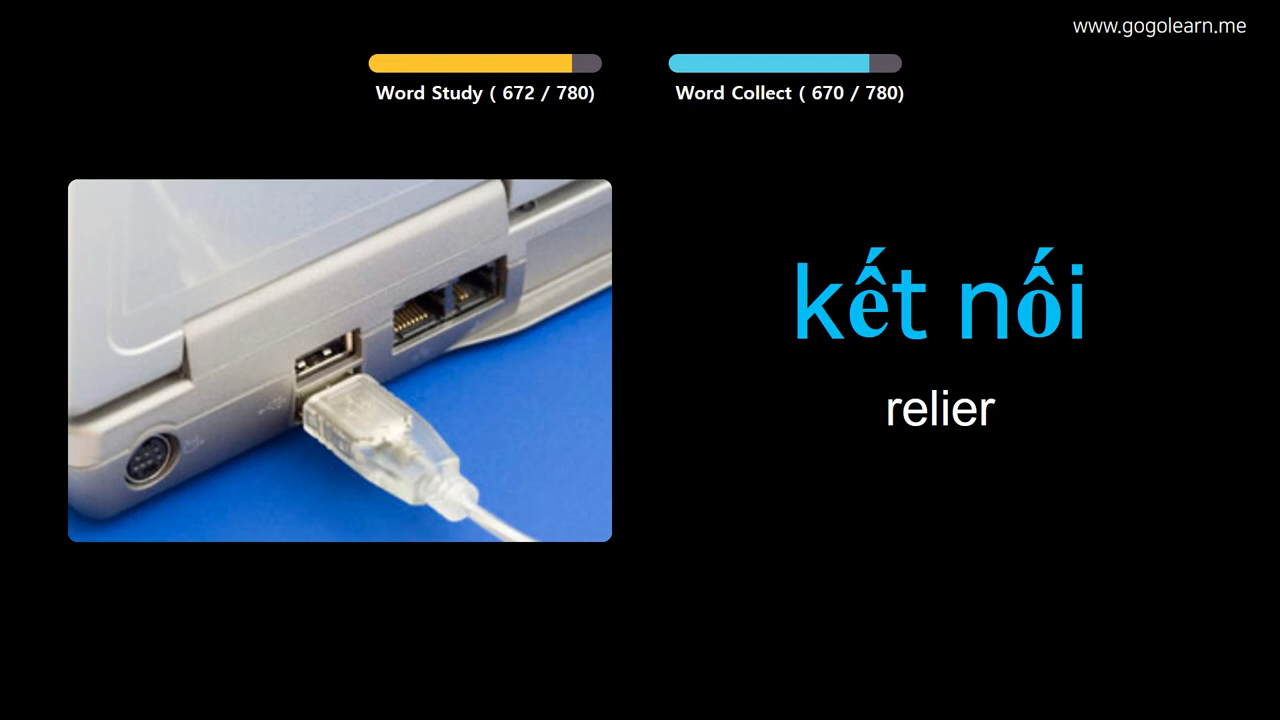 www.gogolearn.me
Word Study ( 672 / 780)
Word Collect ( 670 / 780)
kết nối
relier